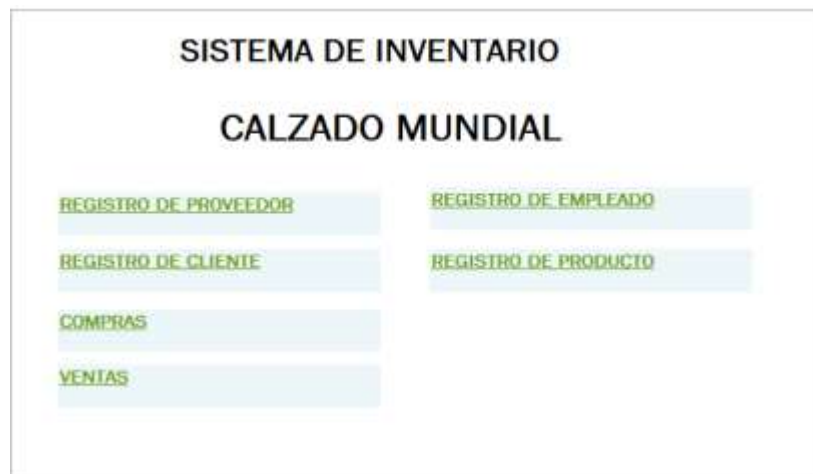 SISTEMA DE INVENTARIO
CALZADO MUNDIAL
REGISTRO DE PROVEEDOR
REGISTRO DE EMPLEADO
REGISTRO DE CLIENTE
REGISTRO DE PRODUCTO
COMPRAS
VENTAS